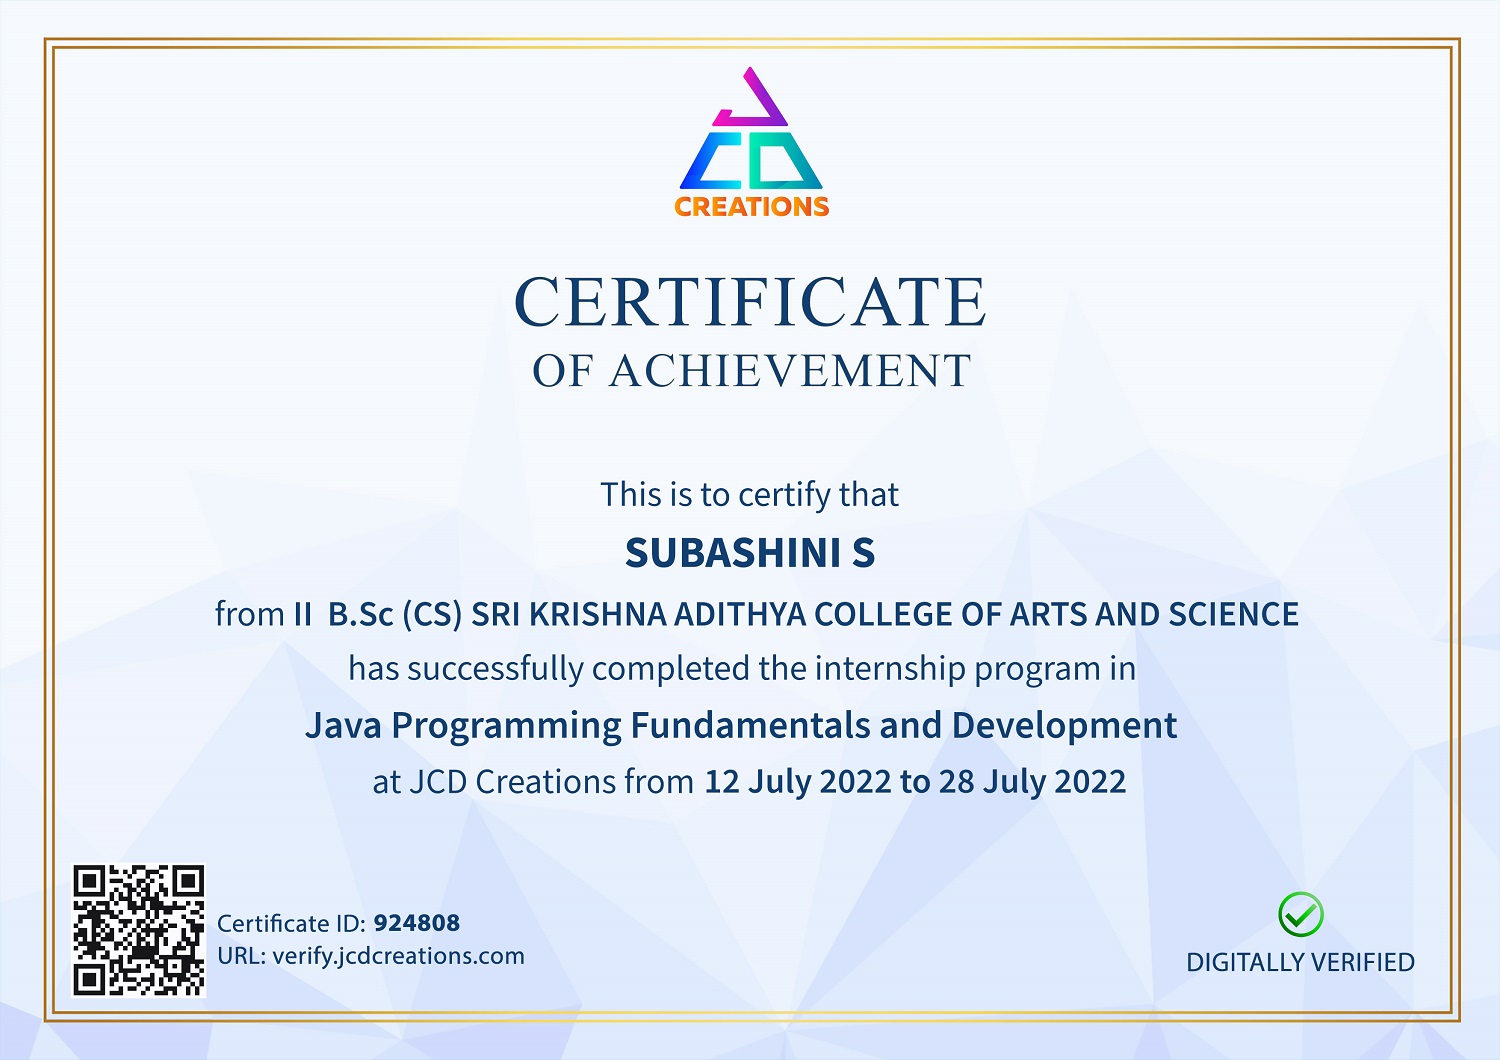 JCD
CREATIONS
CERTIFICATE
OF ACHIEVEMENT
This is to certify that
SUBASHINI S
from II B.Sc (CS) SRI KRISHNA ADITHYA COLLEGE OF ARTS AND SCIENCE
has successfully completed the internship program in
Java Programming Fundamentals and Development
at JCD Creations from 12 July 2022 to 28 July 2022
Certificate ID: 924808
URL: verify.jcdcreations.com
DIGITALLY VERIFIED